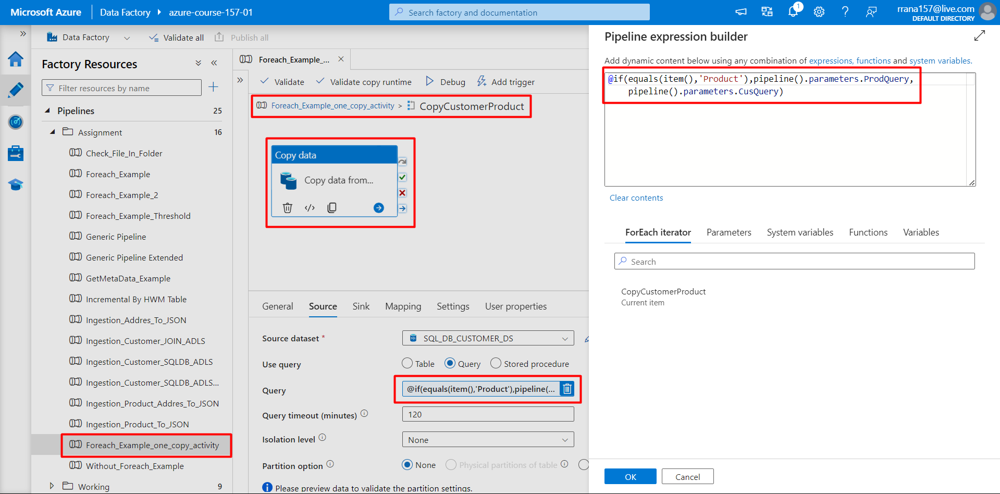 Microsoft Azure
Data Factory
azure-course-157-01
Search factory and documentation
1
rrana157@live.com
DEFAULT DIRECTORY
Data Factory
Validate all
Publish all
Factory Resources
Filter resources by name
Pipelines
25
Assignment
16
Check_File_In_Folder
Foreach_Example
Foreach_Example_2
Foreach_Example_Threshold
Generic Pipeline
Generic Pipeline Extended
GetMetaData_Example
Incremental By HWM Table
Ingestion_Addres_To_JSON
Ingestion_Customer_JOIN_ADLS
Ingestion_Customer_SQLDB_ADLS
Ingestion_Customer_SQLDB_ADLS...
Ingestion_Product_Addres_To_JSON
Ingestion_Product_To_JSON
Foreach_Example_one_copy_activity
Without_Foreach_Example
Working
9
Foreach_Example_...
Validate
Validate copy runtime
Debug
Add trigger
Foreach_Example_one_copy_activity > CopyCustomerProduct
Copy data
Copy data from...
General
Source
Sink
Mapping
Settings
User properties
Source dataset *
SQL
SQL_DB_CUSTOMER_DS
Use query
Table
Query
Stored procedure
Query
@if(equals(item(),'Product'),pipeline(...
Query timeout (minutes)
120
Isolation level
None
Partition option
None
Physical partitions of table
Please preview data to validate the partition settings.
Pipeline expression builder
Add dynamic content below using any combination of expressions, functions and system variables.
@if(equals(item(),'Product'),pipeline().parameters.ProdQuery,
pipeline().parameters.CusQuery)
Clear contents
ForEach iterator
Parameters
System variables
Functions
Variables
Search
CopyCustomerProduct
Current item
OK
Cancel